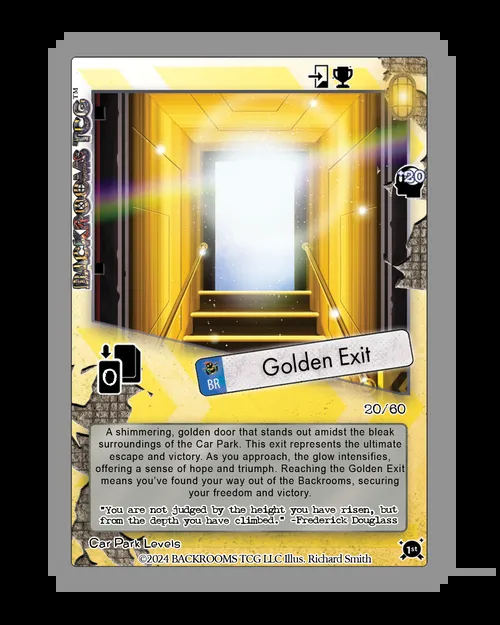 BACKROOMS TCG™
+20
0
BR
Golden Exit
20/60
A shimmering, golden door that stands out amidst the bleak
surroundings of the Car Park. This exit represents the ultimate
escape and victory. As you approach, the glow intensifies,
offering a sense of hope and triumph. Reaching the Golden Exit
means you've found your way out of the Backrooms, securing
your freedom and victory.
"You are not judged by the height you have risen, but
from the depth you have climbed." -Frederick Douglass
Car Park Levels
1st
©2024 BACKROOMS TCG LLC Illus. Richard Smith